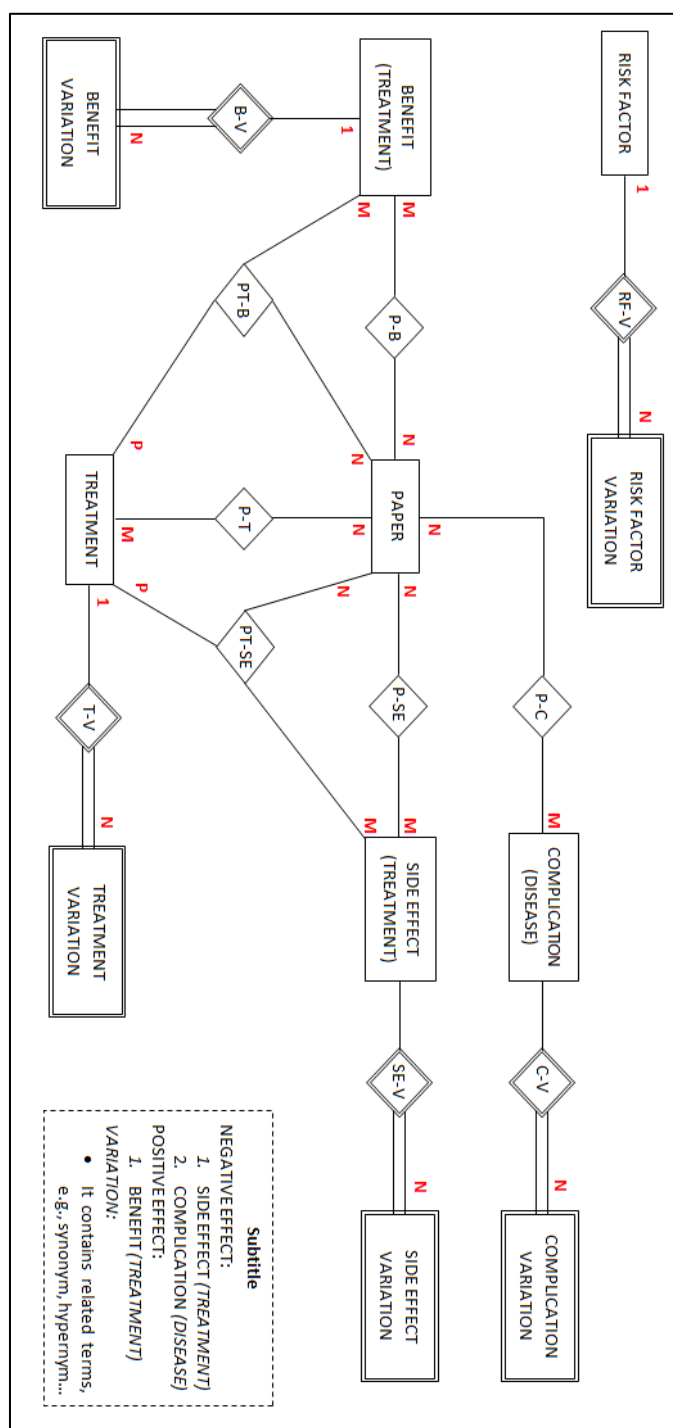 RISK FACTOR
1
RF-V
N
RISK FACTOR
VARIATION
P-C
M
COMPLICATION
(DISEASE)
C-V
N
COMPLICATION
VARIATION
BENEFIT
(TREATMENT)
M
M
1
P-B
N
N
PAPER
N
N
N
N
P-SE
M
M
SIDE EFFECT
(TREATMENT)
SE-V
N
SIDE EFFECT
VARIATION
B-V
PT-B
P-T
PT-SE
N
BENEFIT
VARIATION
P
M
P
TREATMENT
1
T-V
N
TREATMENT
VARIATION
Subtitle
NEGATIVE EFFECT:
1. SIDE EFFECT (TREATMENT)
2. COMPLICATION (DISEASE)
POSITIVE EFFECT:
1. BENEFIT (TREATMENT)
VARIATION:
• It contains related terms,
e.g., synonym, hypernym...